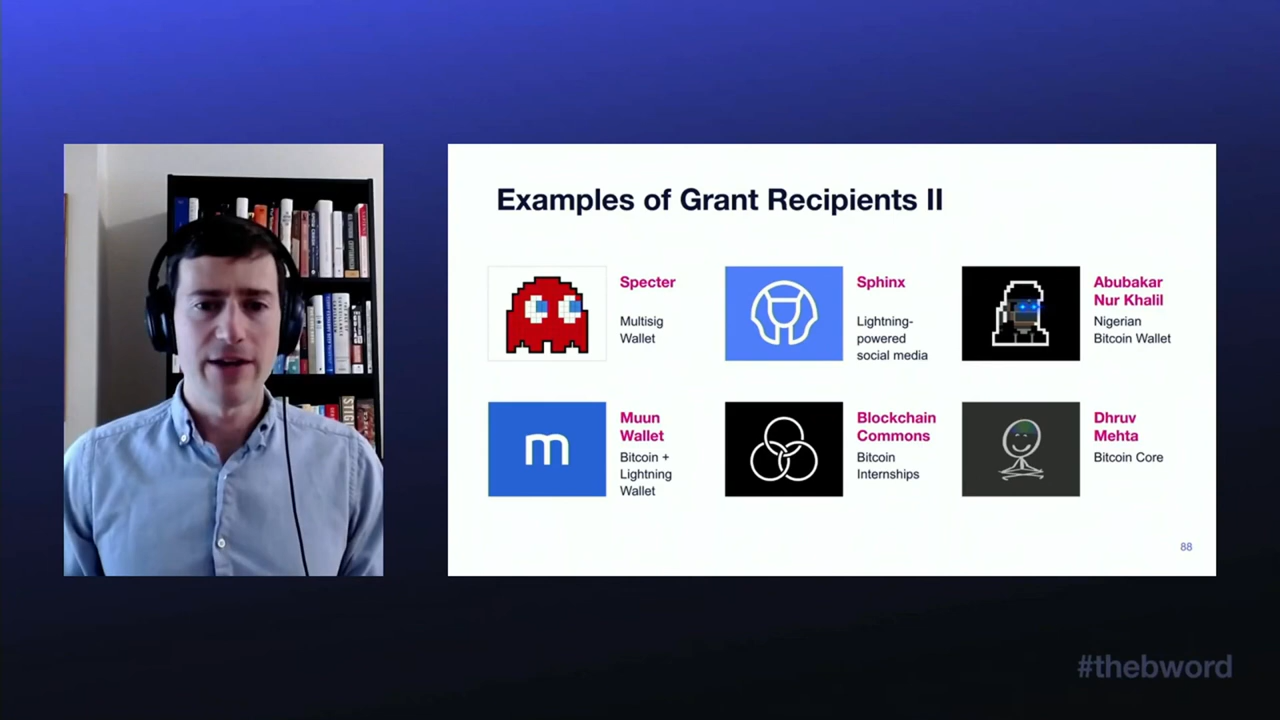 Examples of Grant Recipients II
Specter
Multisig
Wallet
Sphinx
Lightning-
powered
social media
Abubakar
Nur Khalil
Nigerian
Bitcoin Wallet
m
Muun
Wallet
Bitcoin +
Lightning
Wallet
Blockchain
Commons
Bitcoin
Internships
Dhruv
Mehta
Bitcoin Core
88
#thebword